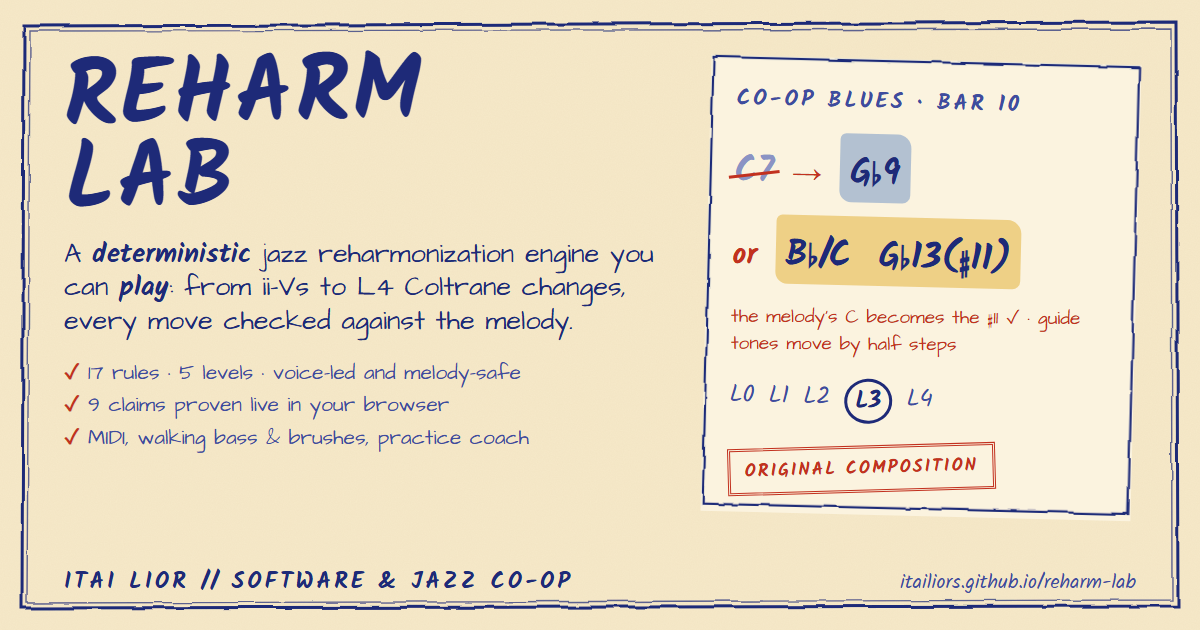 REHARM
LAB
A deterministic jazz reharmonization engine you
can play: from ii-Vs to L4 Coltrane changes,
every move checked against the melody.
✓ 17 rules · 5 levels · voice-led and melody-safe
✓ 9 claims proven live in your browser
✓ MIDI, walking bass & brushes, practice coach
ITAI LIOR // SOFTWARE & JAZZ CO-OP
CO-OP BLUES · BAR 10
C7 → G♭9
or B♭/C G♭13(♯11)
the melody's C becomes the ♯11 ✓ · guide
tones move by half steps
L0 L1 L2 L3 L4
ORIGINAL COMPOSITION
itailiors.github.io/reharm-lab